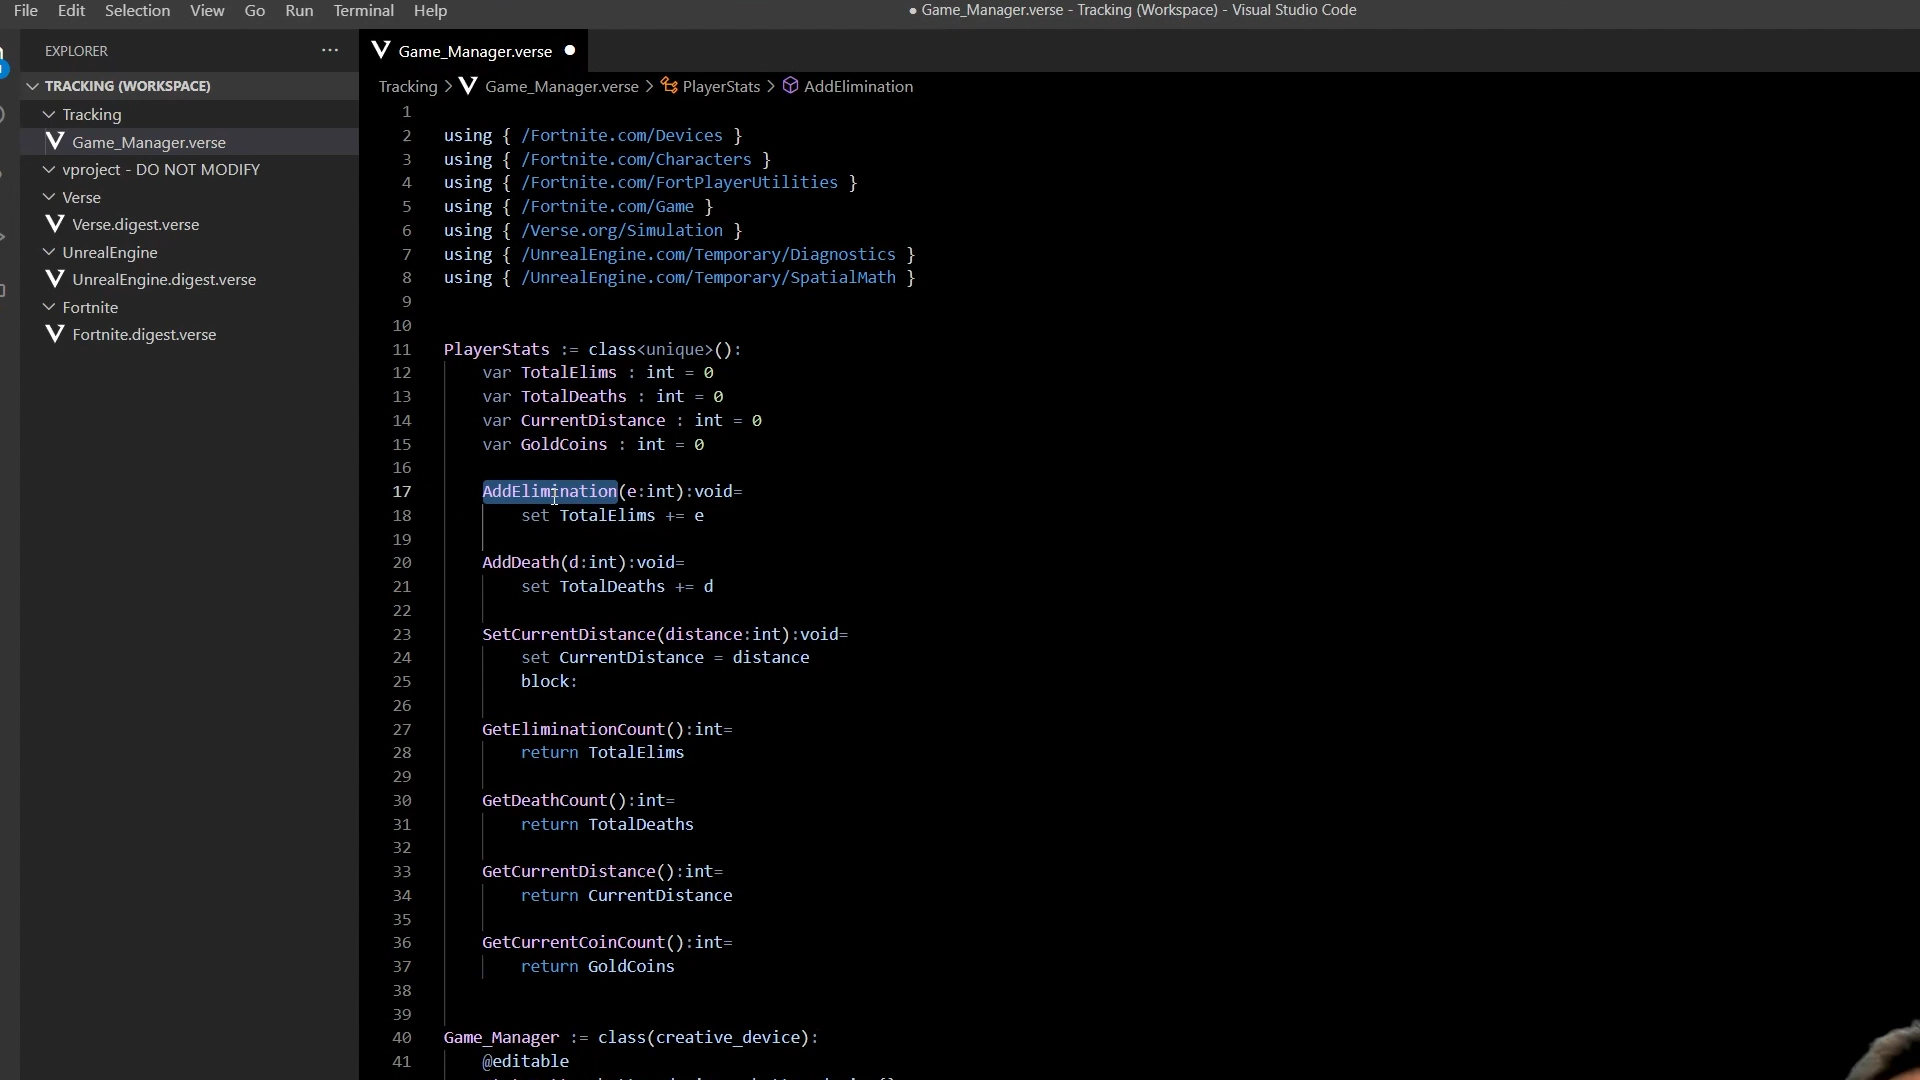 File Edit Selection View Go Run Terminal Help
● Game_Manager.verse - Tracking (Workspace) - Visual Studio Code
EXPLORER ···
TRACKING (WORKSPACE)
Tracking
Game_Manager.verse
vproject - DO NOT MODIFY
Verse
Verse.digest.verse
UnrealEngine
UnrealEngine.digest.verse
Fortnite
Fortnite.digest.verse
Game_Manager.verse
Tracking > Game_Manager.verse > PlayerStats > AddElimination
1
2 using { /Fortnite.com/Devices }
3 using { /Fortnite.com/Characters }
4 using { /Fortnite.com/FortPlayerUtilities }
5 using { /Fortnite.com/Game }
6 using { /Verse.org/Simulation }
7 using { /UnrealEngine.com/Temporary/Diagnostics }
8 using { /UnrealEngine.com/Temporary/SpatialMath }
9
10
11 PlayerStats := class<unique>():
12 var TotalElims : int = 0
13 var TotalDeaths : int = 0
14 var CurrentDistance : int = 0
15 var GoldCoins : int = 0
16
17 AddElimination(e:int):void=
18 set TotalElims += e
19
20 AddDeath(d:int):void=
21 set TotalDeaths += d
22
23 SetCurrentDistance(distance:int):void=
24 set CurrentDistance = distance
25 block:
26
27 GetEliminationCount():int=
28 return TotalElims
29
30 GetDeathCount():int=
31 return TotalDeaths
32
33 GetCurrentDistance():int=
34 return CurrentDistance
35
36 GetCurrentCoinCount():int=
37 return GoldCoins
38
39
40 Game_Manager := class(creative_device):
41 @editable